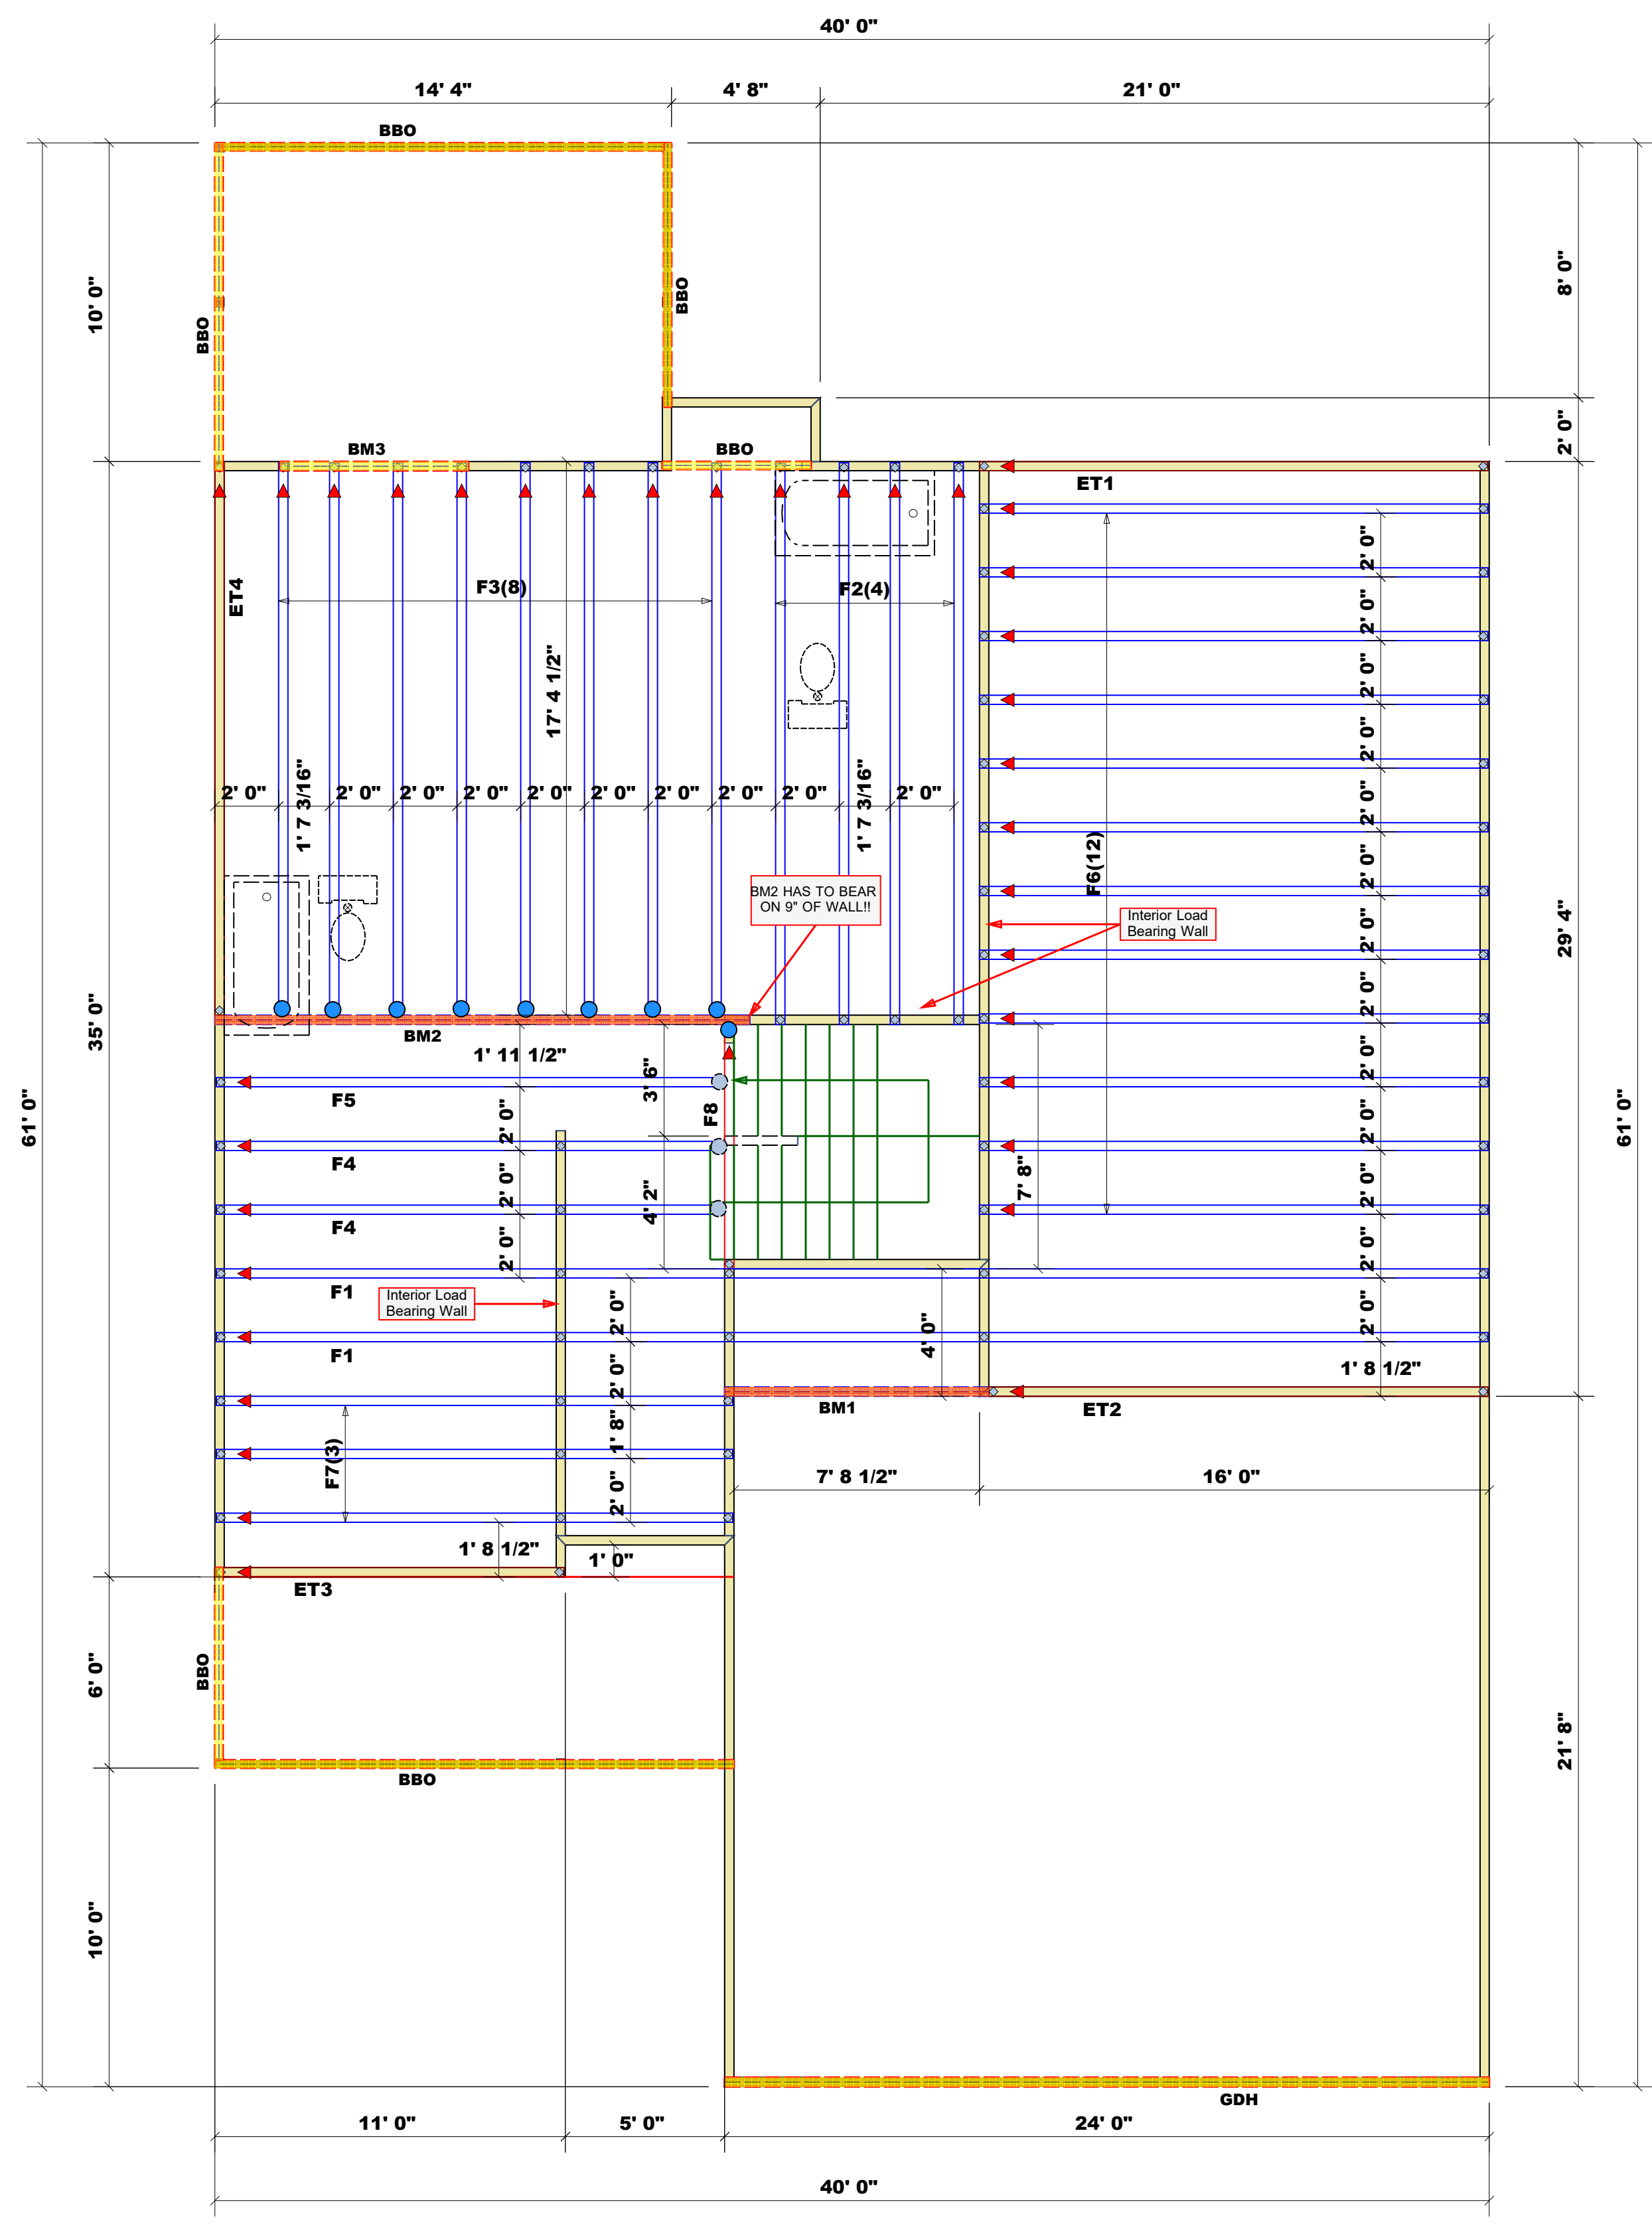 40' 0"
14' 4"
4' 8"
21' 0"
BBO
BBO
BBO
10' 0"
8' 0"
2' 0"
BM3
BBO
ET1
ET4
F3(8)
F2(4)
17' 4 1/2"
2' 0"
1' 7 3/16"
2' 0"
2' 0"
2' 0"
2' 0"
2' 0"
2' 0"
2' 0"
2' 0"
1' 7 3/16"
2' 0"
2' 0"
2' 0"
2' 0"
2' 0"
2' 0"
2' 0"
2' 0"
2' 0"
2' 0"
2' 0"
2' 0"
2' 0"
2' 0"
F6(12)
BM2 HAS TO BEAR
ON 9" OF WALL!!
Interior Load
Bearing Wall
29' 4"
35' 0"
61' 0"
61' 0"
BM2
1' 11 1/2"
3' 6"
F8
F5
2' 0"
F4
2' 0"
4' 2"
7' 8"
F4
2' 0"
F1
Interior Load
Bearing Wall
2' 0"
4' 0"
F1
2' 0"
1' 8 1/2"
BM1
ET2
1' 8"
F7(3)
2' 0"
7' 8 1/2"
16' 0"
1' 8 1/2"
1' 0"
ET3
6' 0"
BBO
BBO
21' 8"
10' 0"
GDH
11' 0"
5' 0"
24' 0"
40' 0"